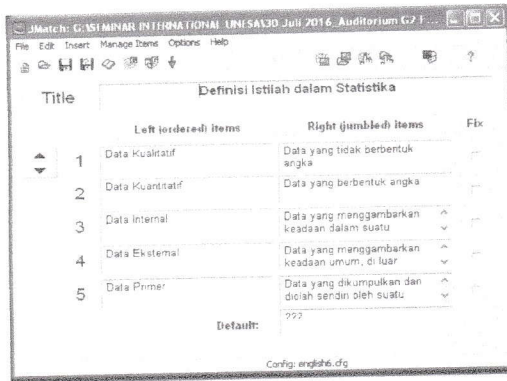 JMatch: G:\SEMINAR INTERNATIONAL UNESA\30 Juli 2016_Auditorium G2 F...
File Edit Insert Manage Items Options Help
Title
Definisi Istilah dalam Statistika
Left (ordered) items Right (jumbled) items Fix
1 Data Kualitatif Data yang tidak berbentuk
angka
2 Data Kuantitatif Data yang berbentuk angka
3 Data Internal Data yang menggambarkan
keadaan dalam suatu
4 Data Eksternal Data yang menggambarkan
keadaan umum, di luar
5 Data Primer Data yang dikumpulkan dan
diolah sendiri oleh suatu
Default: ???
Config: english6.cfg